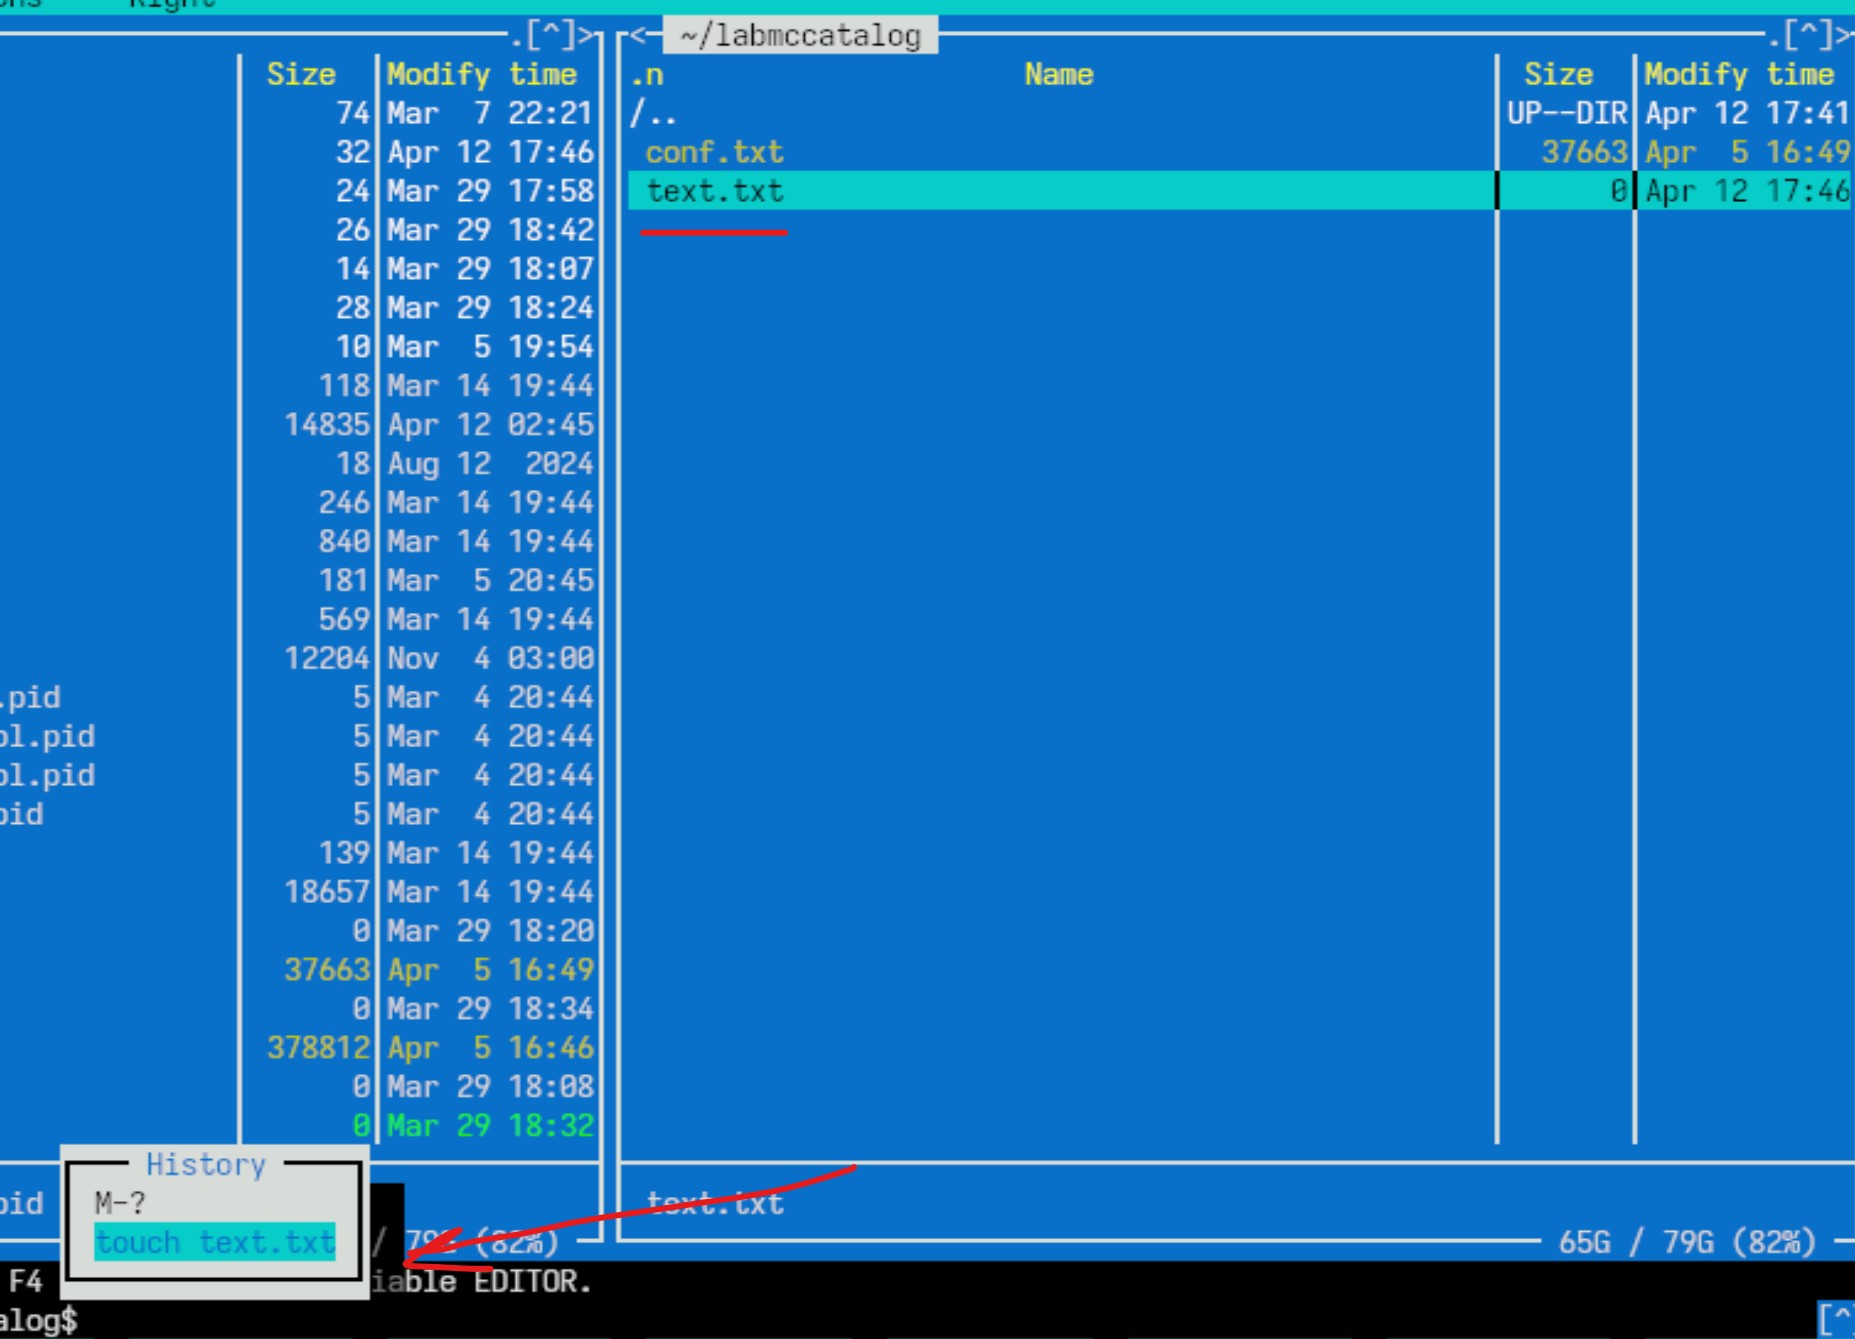 ons Right
.[^]> <- ~/labmccatalog .[^]>
Size Modify time .n Name Size Modify time
74 Mar 7 22:21 /.. UP--DIR Apr 12 17:41
32 Apr 12 17:46 conf.txt 37663 Apr 5 16:49
24 Mar 29 17:58 text.txt 0 Apr 12 17:46
26 Mar 29 18:42
14 Mar 29 18:07
28 Mar 29 18:24
10 Mar 5 19:54
118 Mar 14 19:44
14835 Apr 12 02:45
18 Aug 12 2024
246 Mar 14 19:44
840 Mar 14 19:44
181 Mar 5 20:45
569 Mar 14 19:44
12204 Nov 4 03:00
.pid 5 Mar 4 20:44
ol.pid 5 Mar 4 20:44
ol.pid 5 Mar 4 20:44
pid 5 Mar 4 20:44
139 Mar 14 19:44
18657 Mar 14 19:44
0 Mar 29 18:20
37663 Apr 5 16:49
0 Mar 29 18:34
378812 Apr 5 16:46
0 Mar 29 18:08
0 Mar 29 18:32
History
pid M-? text.txt
touch text.txt / 79G (82%) 65G / 79G (82%)
F4 iable EDITOR.
alog$ [^